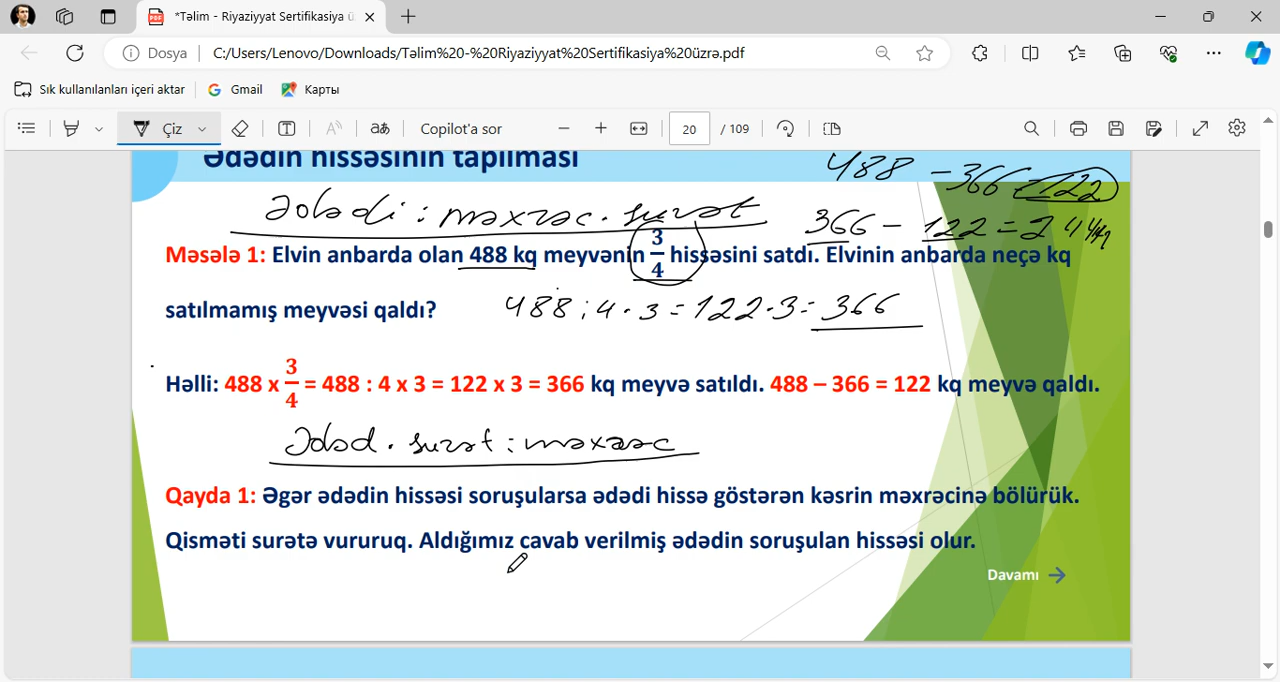 *Təlim - Riyaziyyat Sertifikasiya ü
Dosya C:/Users/Lenovo/Downloads/Təlim%20-%20Riyaziyyat%20Sertifikasiya%20üzrə.pdf
Sık kullanılanları içeri aktar Gmail Карты
Çiz Copilot'a sor 20 / 109
Ədədin hissəsinin tapılması
488 - 366 = 122
Ədədi : məxrəc · surət
366 - 122 = 244
Məsələ 1: Elvin anbarda olan 488 kq meyvənin 3/4 hissəsini satdı. Elvinin anbarda neçə kq
satılmamış meyvəsi qaldı?
488 : 4 · 3 = 122 · 3 = 366
Həlli: 488 x 3/4 = 488 : 4 x 3 = 122 x 3 = 366 kq meyvə satıldı. 488 – 366 = 122 kq meyvə qaldı.
Ədəd · surət : məxrəc
Qayda 1: Əgər ədədin hissəsi soruşularsa ədədi hissə göstərən kəsrin məxrəcinə bölürük.
Qisməti surətə vururuq. Aldığımız cavab verilmiş ədədin soruşulan hissəsi olur.
Davamı